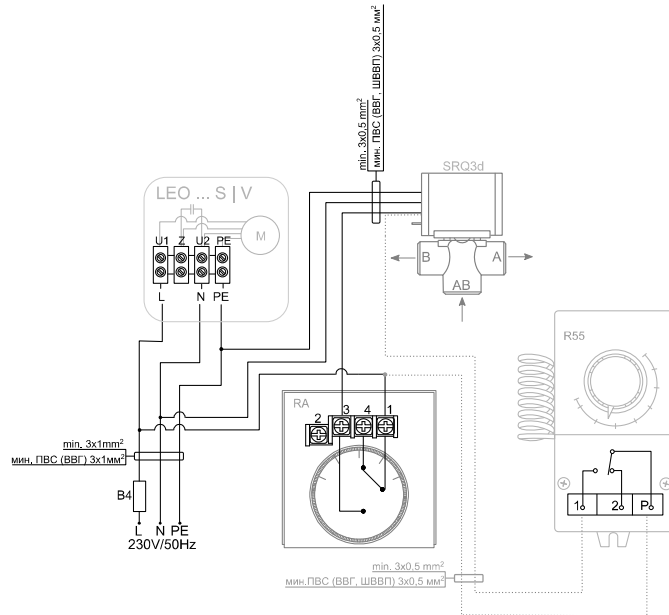 min. 3x0,5 mm²
мин. ПВС (ВВГ, ШВВП) 3x0,5 мм²
SRQ3d
LEO ... S | V
M
U1 Z U2 PE
L N PE
B A
AB
R55
RA
2 3 4 1
min. 3x1mm²
мин, ПВС (ВВГ) 3x1мм²
B4
1 2 P
L N PE
230V/50Hz
min. 3x0.5 mm²
мин.ПВС (ВВГ, ШВВП) 3x0,5 мм²